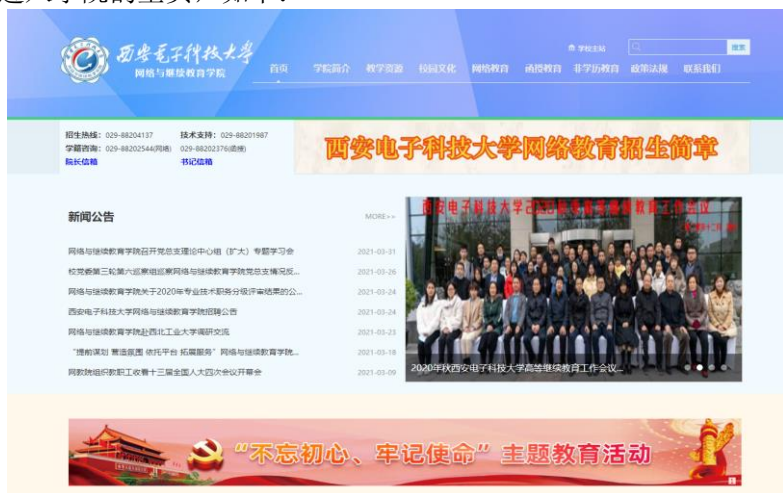 西安电子科技大学
网络与继续教育学院
学校主站
搜索
首页 学院简介 教学资源 校园文化 网络教育 函授教育 非学历教育 政策法规 联系我们
招生热线：029-88204137 技术支持：029-88201987
学籍咨询：029-88202544(网络) 029-88202376(函授)
院长信箱 书记信箱
西安电子科技大学网络教育招生简章
新闻公告 MORE>>
网络与继续教育学院召开党总支理论中心组（扩大）专题学习会 2021-03-31
校党委第三轮第六巡察组巡察网络与继续教育学院党总支情况反... 2021-03-26
网络与继续教育学院关于2020年专业技术职务分级评审结果的公... 2021-03-24
西安电子科技大学网络与继续教育学院招聘公告 2021-03-24
网络与继续教育学院赴西北工业大学调研交流 2021-03-23
“提前谋划 营造氛围 依托平台 拓展服务”网络与继续教育学院... 2021-03-18
网教院组织教职工收看十三届全国人大四次会议开幕会 2021-03-09
2020年秋西安电子科技大学高等继续教育工作会议...
“不忘初心、牢记使命”主题教育活动